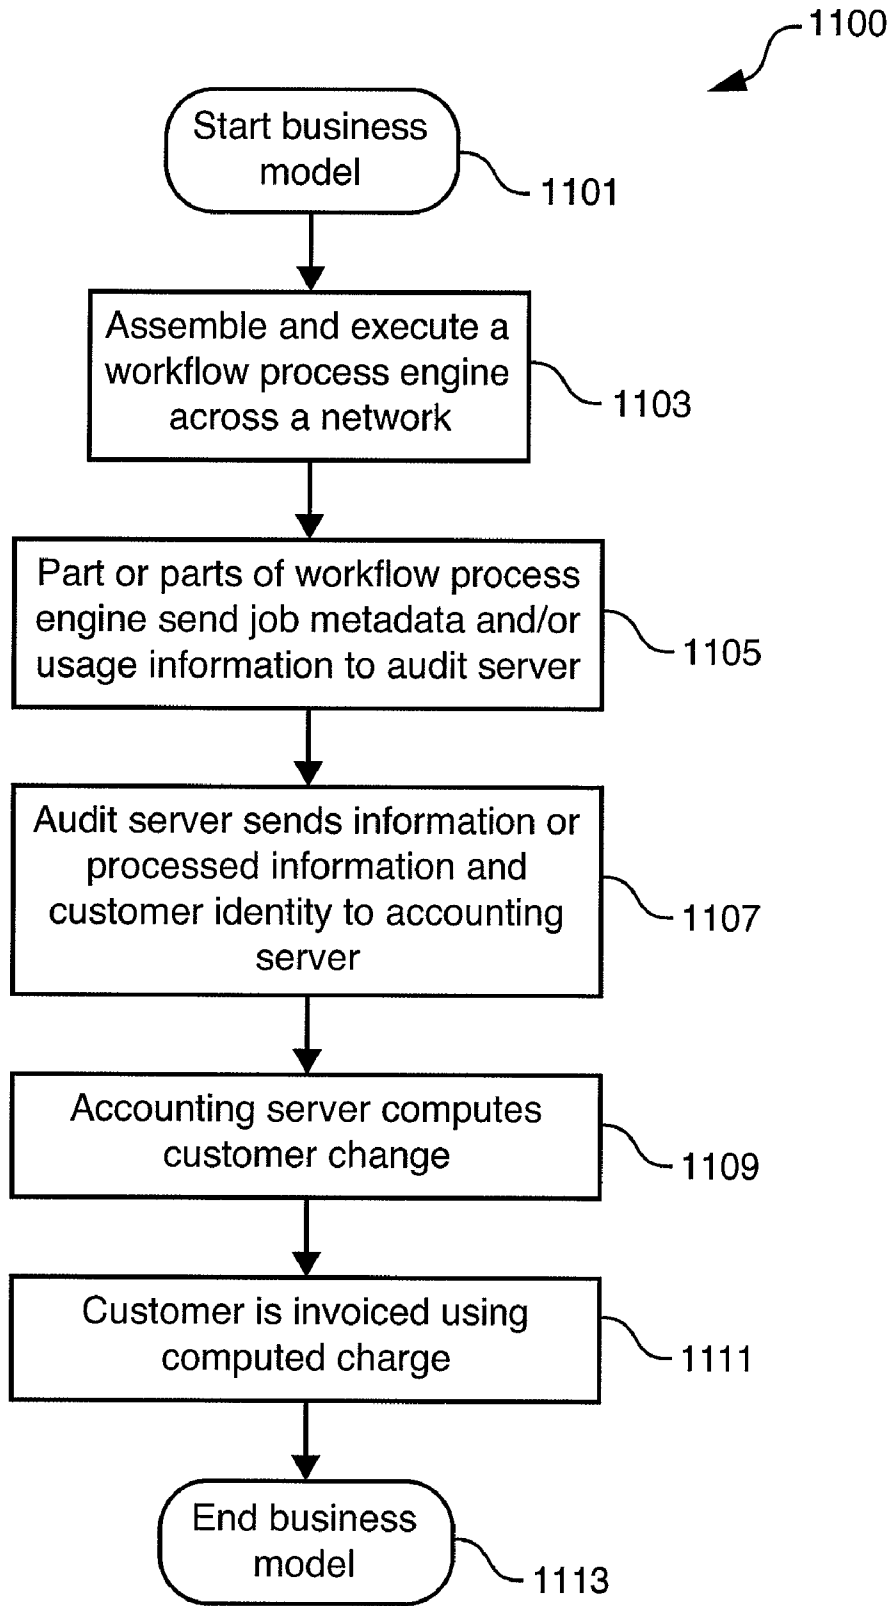 1100
Start business
model
1101
Assemble and execute a
workflow process engine
across a network
1103
Part or parts of workflow process
engine send job metadata and/or
usage information to audit server
1105
Audit server sends information or
processed information and
customer identity to accounting
server
1107
Accounting server computes
customer change
1109
Customer is invoiced using
computed charge
1111
End business
model
1113